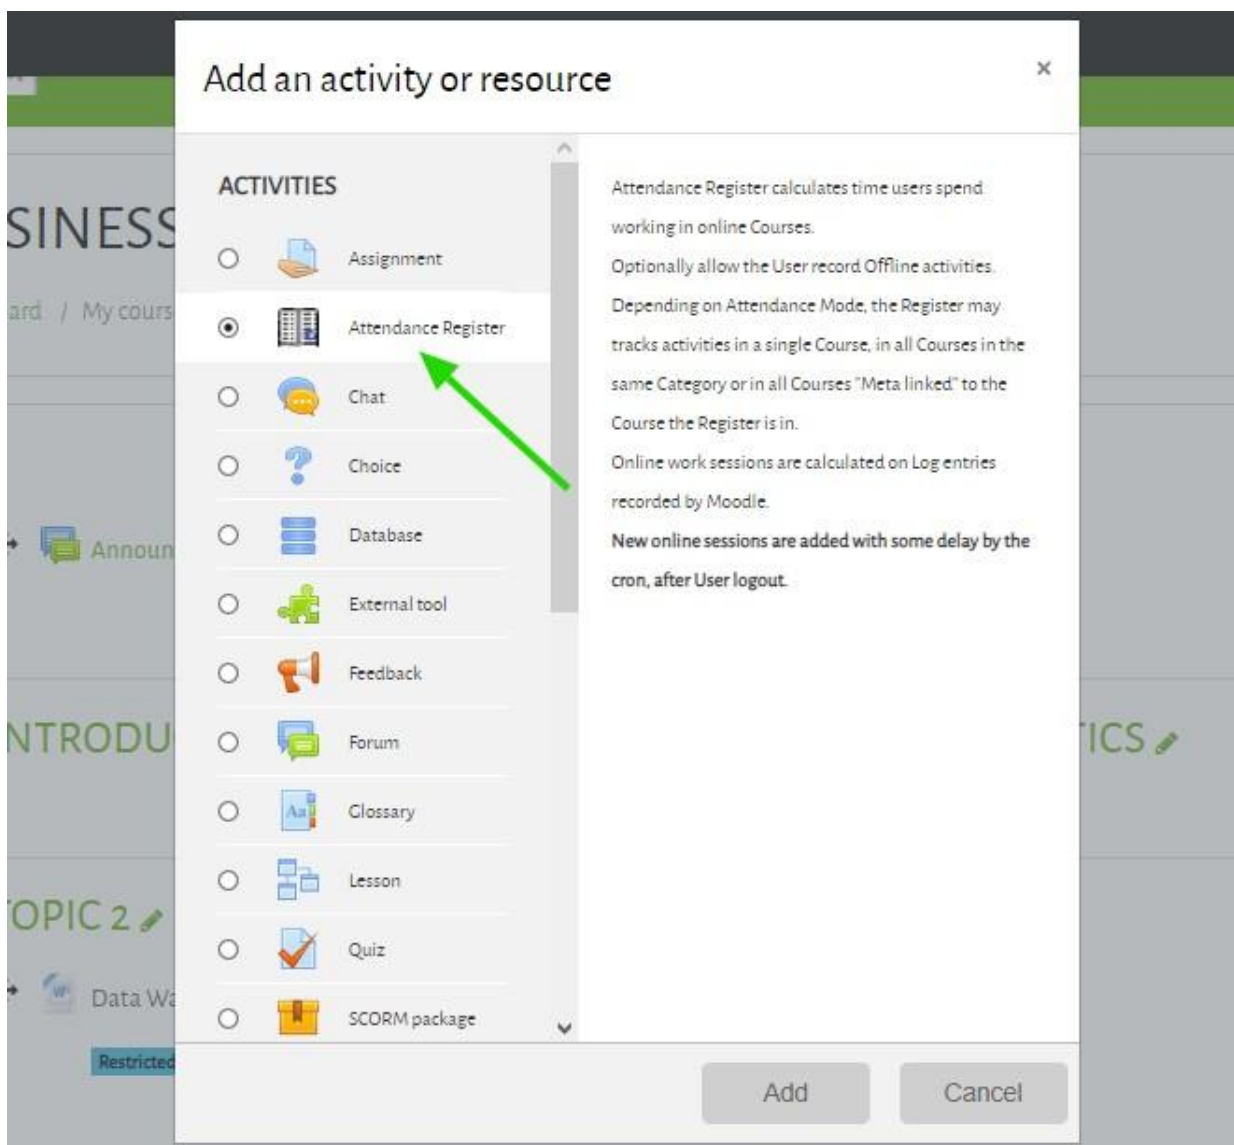 Add an activity or resource
×
ACTIVITIES
Assignment
Attendance Register
Chat
Choice
Database
External tool
Feedback
Forum
Glossary
Lesson
Quiz
SCORM package
Attendance Register calculates time users spend
working in online Courses.
Optionally allow the User record Offline activities.
Depending on Attendance Mode, the Register may
tracks activities in a single Course, in all Courses in the
same Category or in all Courses "Meta linked" to the
Course the Register is in.
Online work sessions are calculated on Log entries
recorded by Moodle.
New online sessions are added with some delay by the
cron, after User logout.
Add
Cancel
SINESS
ard / My cours
Announ
NTRODU
TICS
TOPIC 2
Data Wa
Restricted